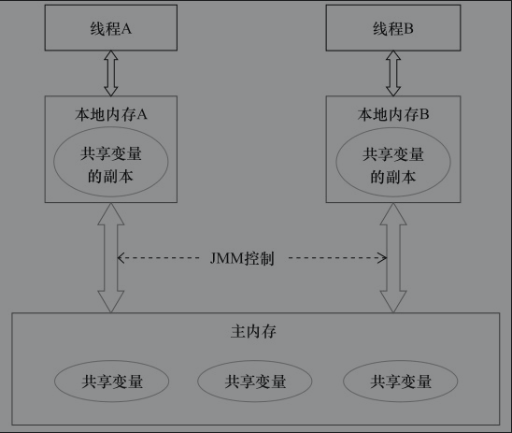 线程A
线程B
本地内存A
本地内存B
共享变量
的副本
共享变量
的副本
JMM控制
主内存
共享变量
共享变量
共享变量